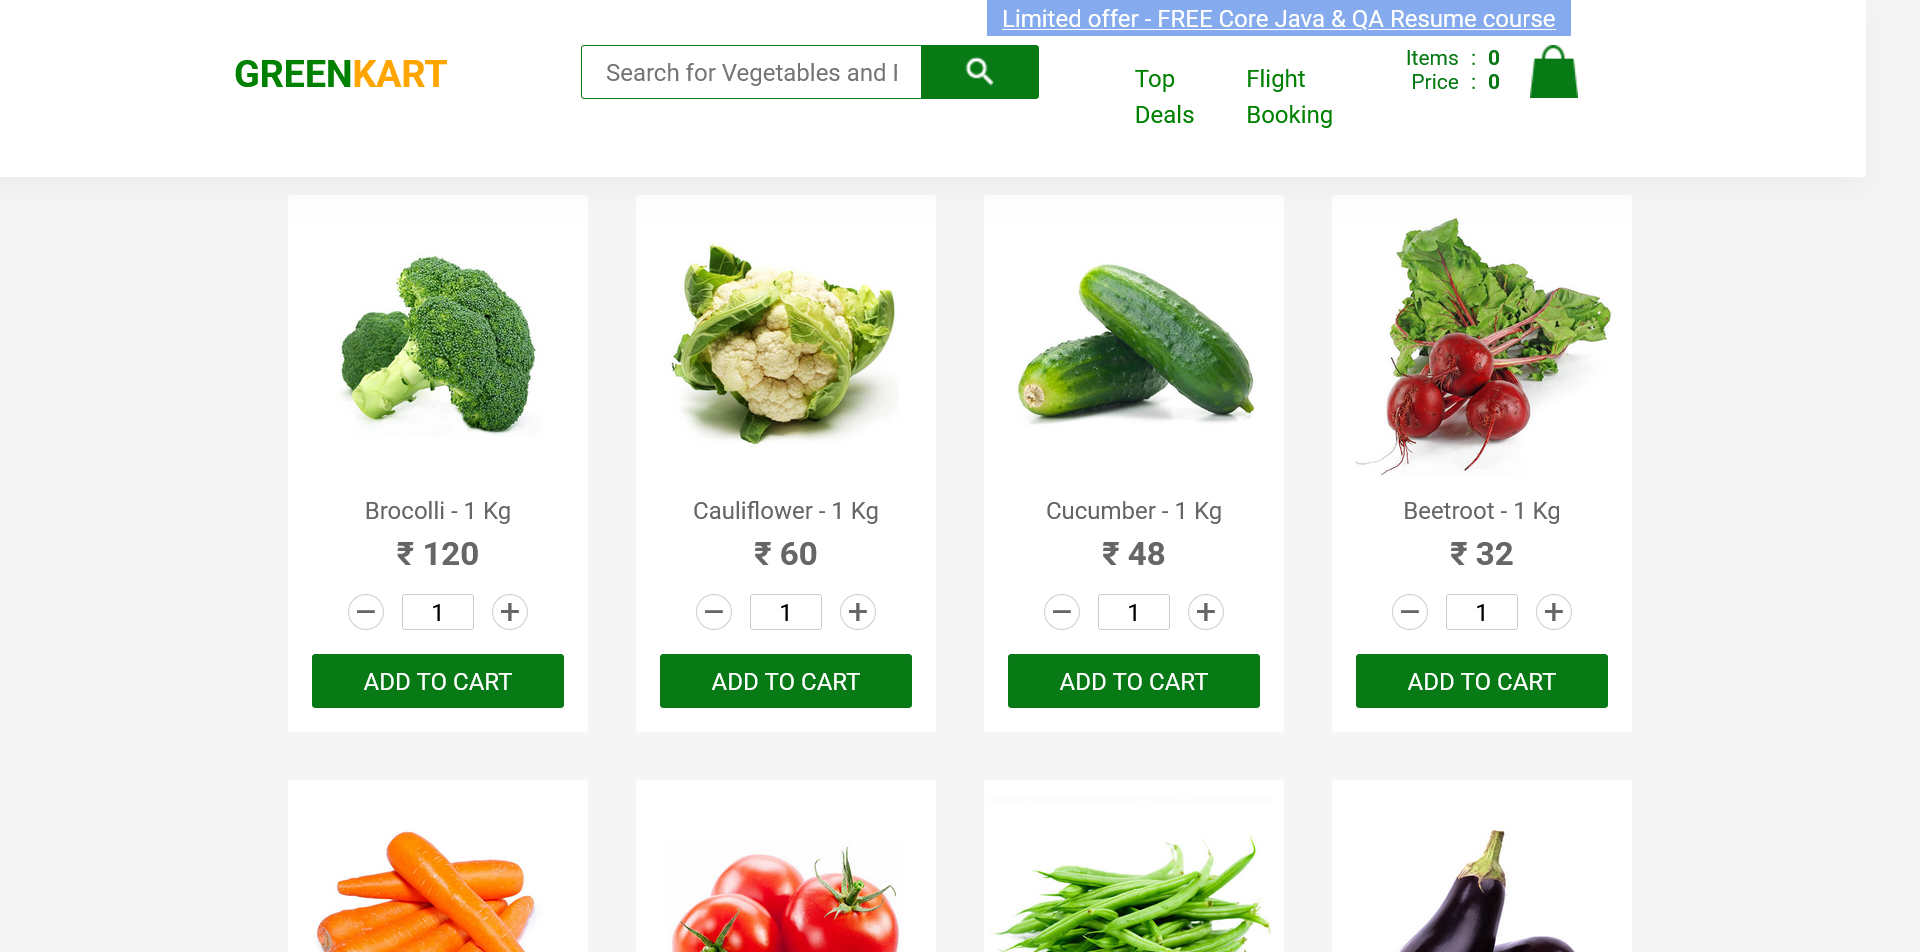 Limited offer - FREE Core Java & QA Resume course
GREENKART
Search for Vegetables and
Top Deals
Flight Booking
Items : 0
Price : 0
Brocolli - 1 Kg
₹ 120
− 1 +
ADD TO CART
Cauliflower - 1 Kg
₹ 60
− 1 +
ADD TO CART
Cucumber - 1 Kg
₹ 48
− 1 +
ADD TO CART
Beetroot - 1 Kg
₹ 32
− 1 +
ADD TO CART